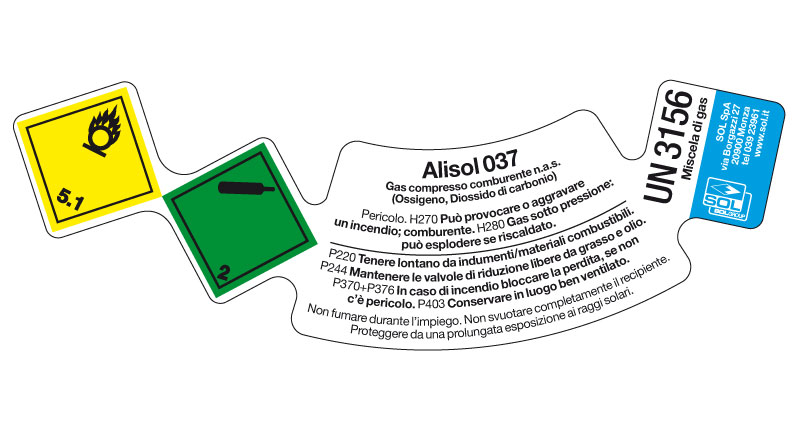 5.1
2
Alisol 037
Gas compresso comburente n.a.s.
(Ossigeno, Diossido di carbonio)
Pericolo. H270 Può provocare o aggravare
un incendio; comburente. H280 Gas sotto pressione:
può esplodere se riscaldato.
P220 Tenere lontano da indumenti/materiali combustibili.
P244 Mantenere le valvole di riduzione libere da grasso e olio.
P370+P376 In caso di incendio bloccare la perdita, se non
c'è pericolo. P403 Conservare in luogo ben ventilato.
Non fumare durante l'impiego. Non svuotare completamente il recipiente.
Proteggere da una prolungata esposizione ai raggi solari.
UN 3156
Miscela di gas
SOL SpA
via Borgazzi 27
20900 Monza
tel 039 23961
www.sol.it
SOL
SOLGROUP